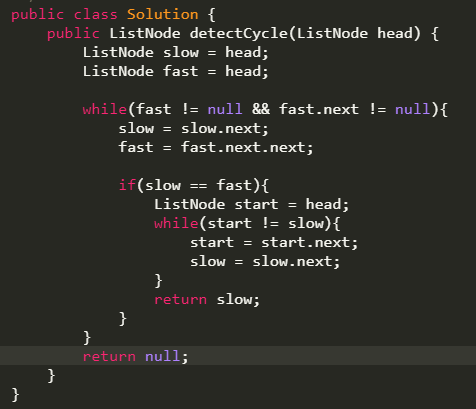 public class Solution {
    public ListNode detectCycle(ListNode head) {
        ListNode slow = head;
        ListNode fast = head;
        while(fast != null && fast.next != null){
            slow = slow.next;
            fast = fast.next.next;
            if(slow == fast){
                ListNode start = head;
                while(start != slow){
                    start = start.next;
                    slow = slow.next;
                }
                return slow;
            }
        }
        return null;
    }
}